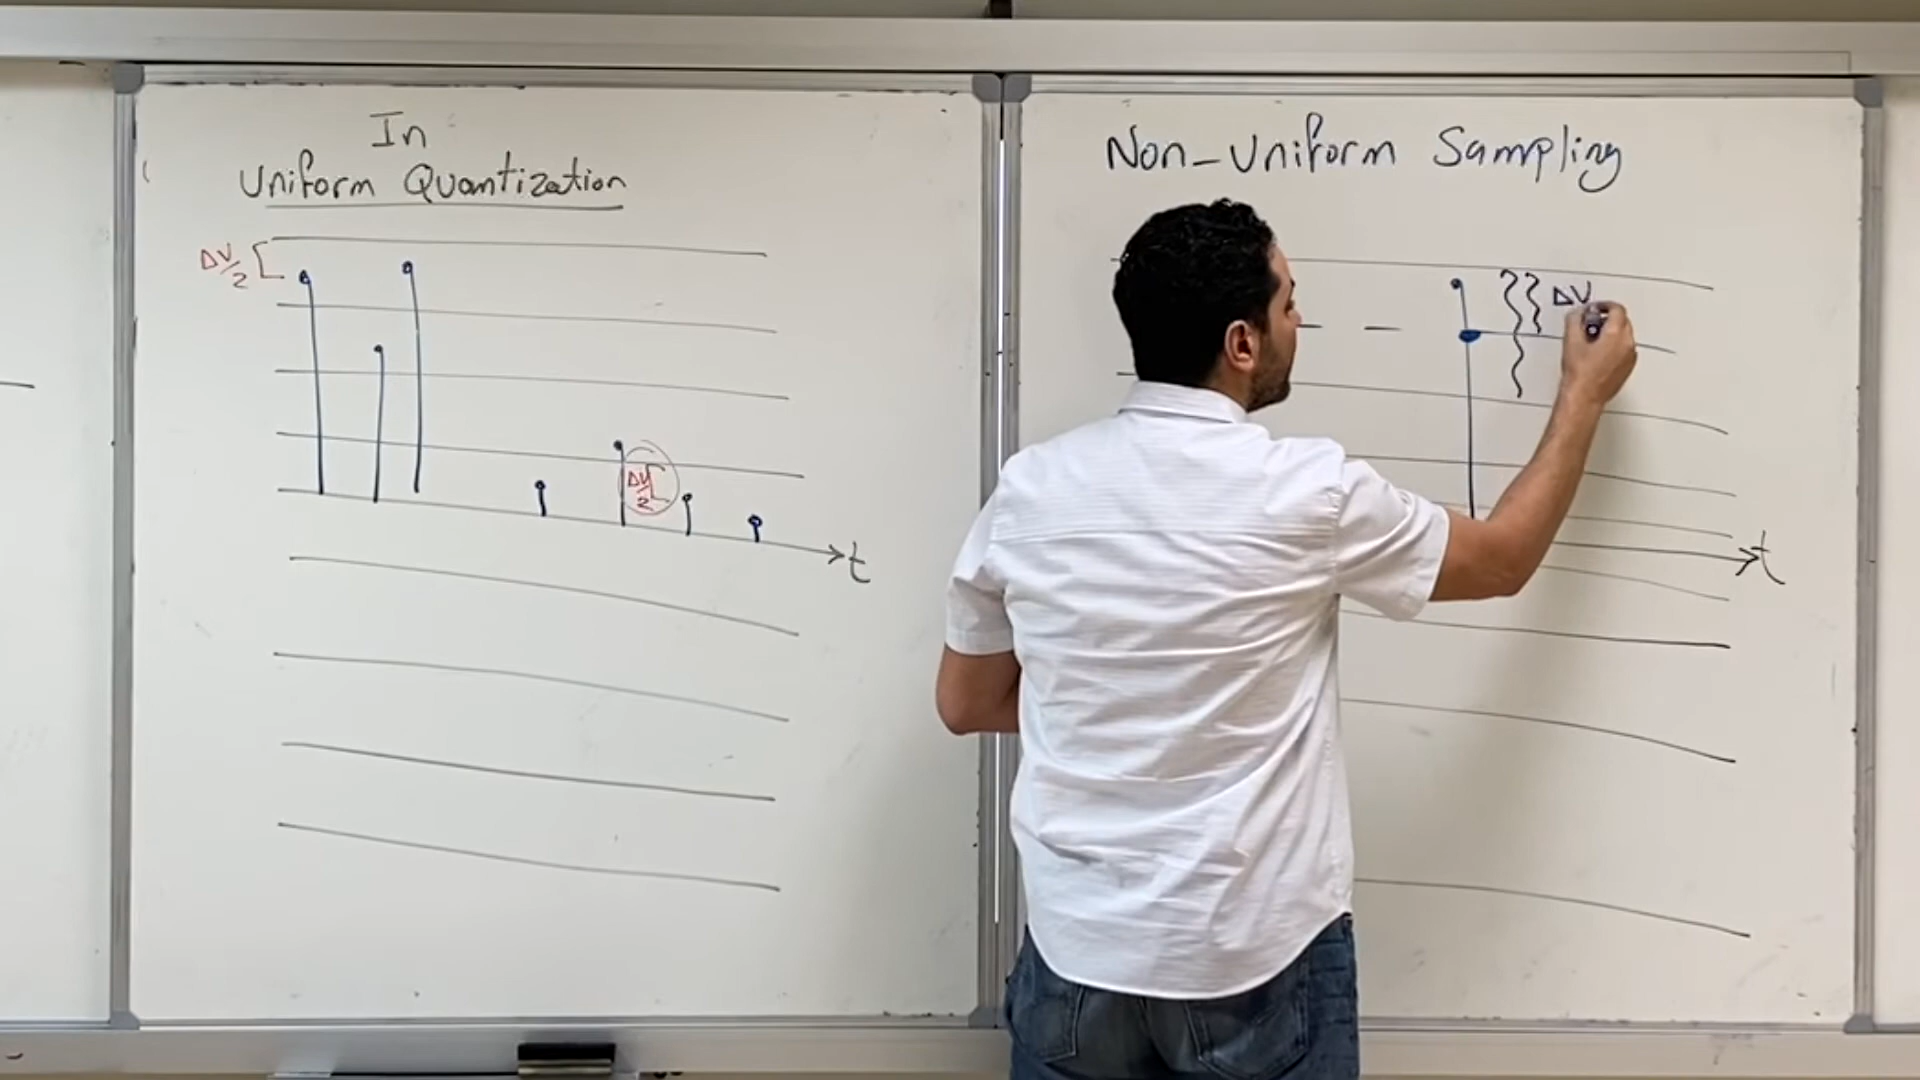 In
Uniform Quantization
ΔV/2
ΔV/2
t
Non-Uniform Sampling
ΔV
t